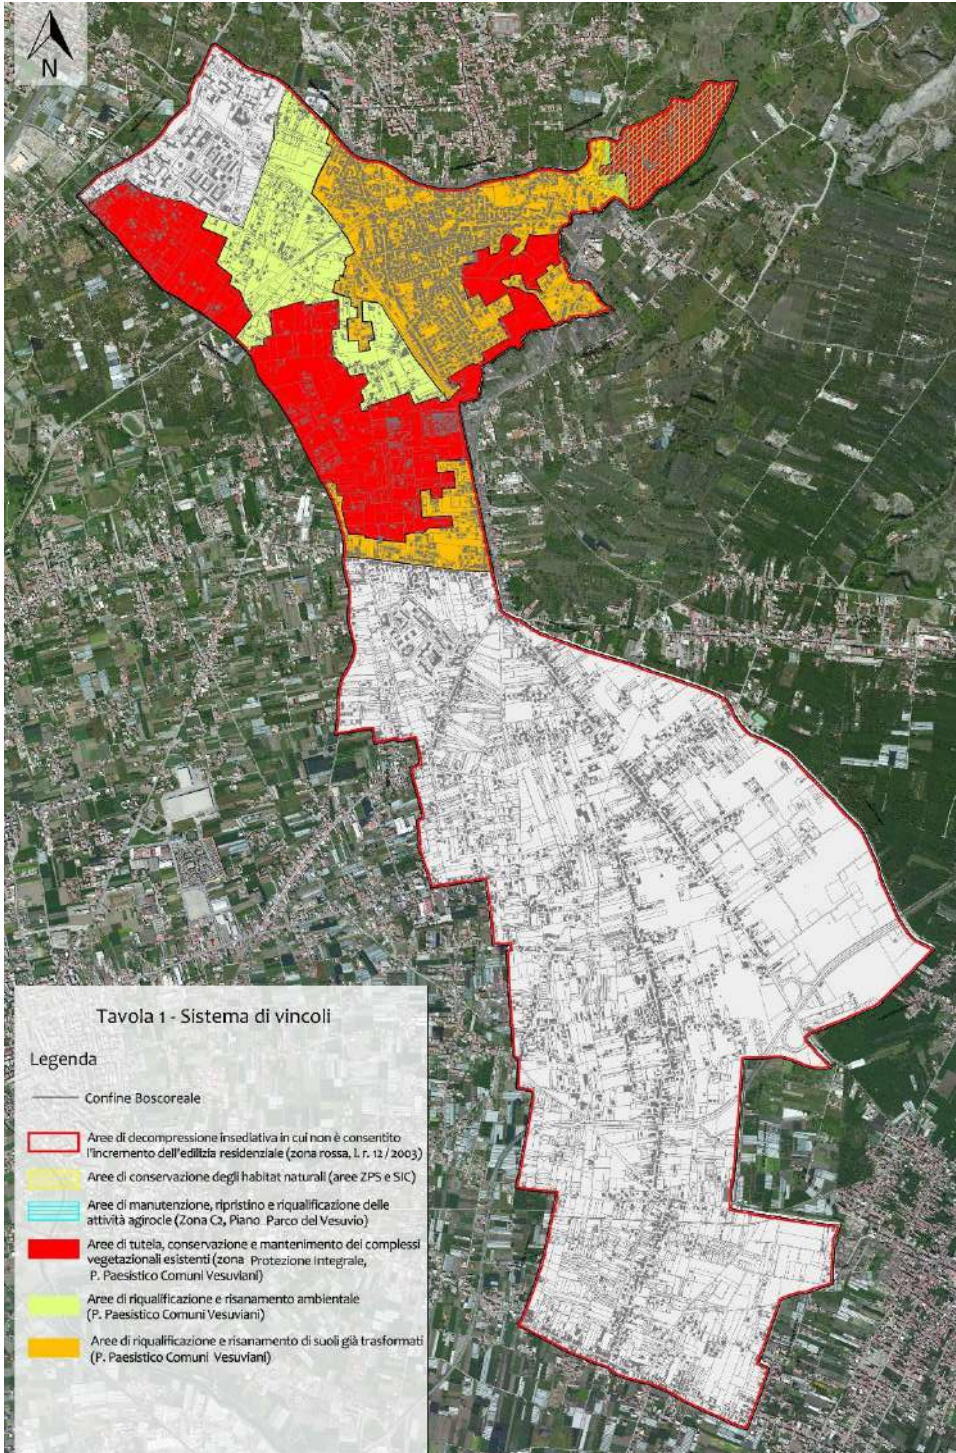 N
Tavola 1 - Sistema di vincoli
Legenda
Confine Boscoreale
Aree di decompressione insediativa in cui non è consentito
l'incremento dell'edilizia residenziale (zona rossa, l. r. 12 / 2003)
Aree di conservazione degli habitat naturali (aree ZPS e SIC)
Aree di manutenzione, ripristino e riqualificazione delle
attività agirocle (Zona C2, Piano Parco del Vesuvio)
Aree di tutela, conservazione e mantenimento dei complessi
vegetazionali esistenti (zona Protezione Integrale,
P. Paesistico Comuni Vesuviani)
Aree di riqualificazione e risanamento ambientale
(P. Paesistico Comuni Vesuviani)
Aree di riqualificazione e risanamento di suoli già trasformati
(P. Paesistico Comuni Vesuviani)